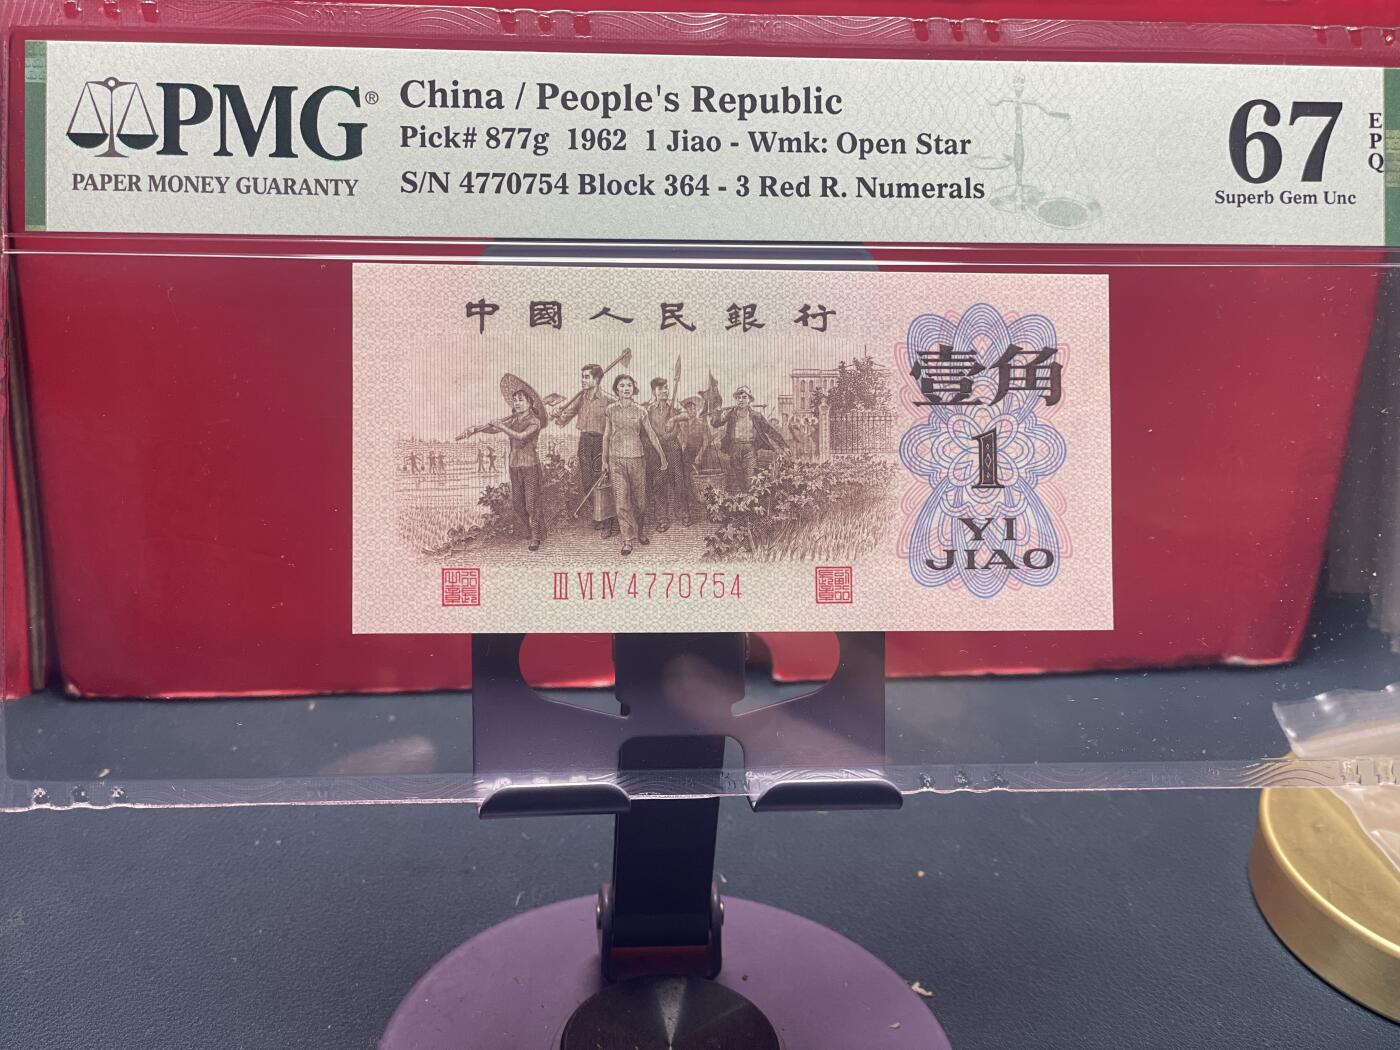 PMG®
PAPER MONEY GUARANTY
China / People's Republic
Pick# 877g 1962 1 Jiao - Wmk: Open Star
S/N 4770754 Block 364 - 3 Red R. Numerals
67
EPQ
Superb Gem Unc
中國人民銀行
壹角
1
YI
JIAO
III VI IV 4770754